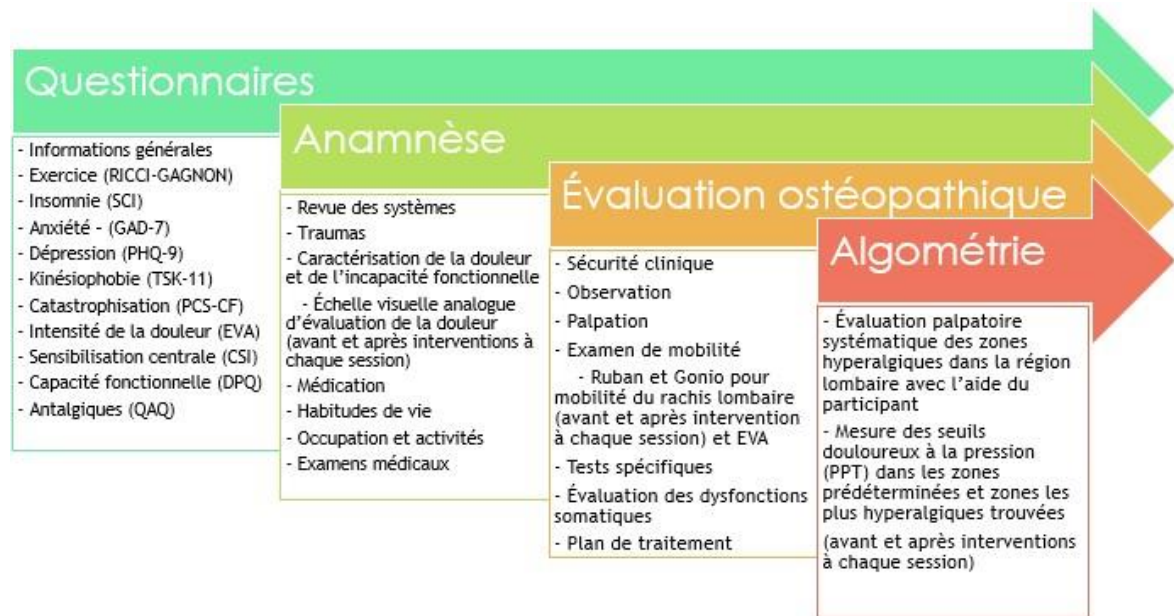 Questionnaires
- Informations générales
- Exercice (RICCI-GAGNON)
- Insomnie (SCI)
- Anxiété – (GAD-7)
- Dépression (PHQ-9)
- Kinésiophobie (TSK-11)
- Catastrophisation (PCS-CF)
- Intensité de la douleur (EVA)
- Sensibilisation centrale (CSI)
- Capacité fonctionnelle (DPQ)
- Antalgiques (QAQ)
Anamnèse
- Revue des systèmes
- Traumas
- Caractérisation de la douleur
et de l'incapacité fonctionnelle
- Échelle visuelle analogue
d'évaluation de la douleur
(avant et après interventions à
chaque session)
- Médication
- Habitudes de vie
- Occupation et activités
- Examens médicaux
Évaluation ostéopathique
- Sécurité clinique
- Observation
- Palpation
- Examen de mobilité
- Ruban et Gonio pour
mobilité du rachis lombaire
(avant et après intervention
à chaque session) et EVA
- Tests spécifiques
- Évaluation des dysfonctions
somatiques
- Plan de traitement
Algométrie
- Évaluation palpatoire
systématique des zones
hyperalgiques dans la région
lombaire avec l'aide du
participant
- Mesure des seuils
douloureux à la pression
(PPT) dans les zones
prédéterminées et zones les
plus hyperalgiques trouvées
(avant et après interventions
à chaque session)